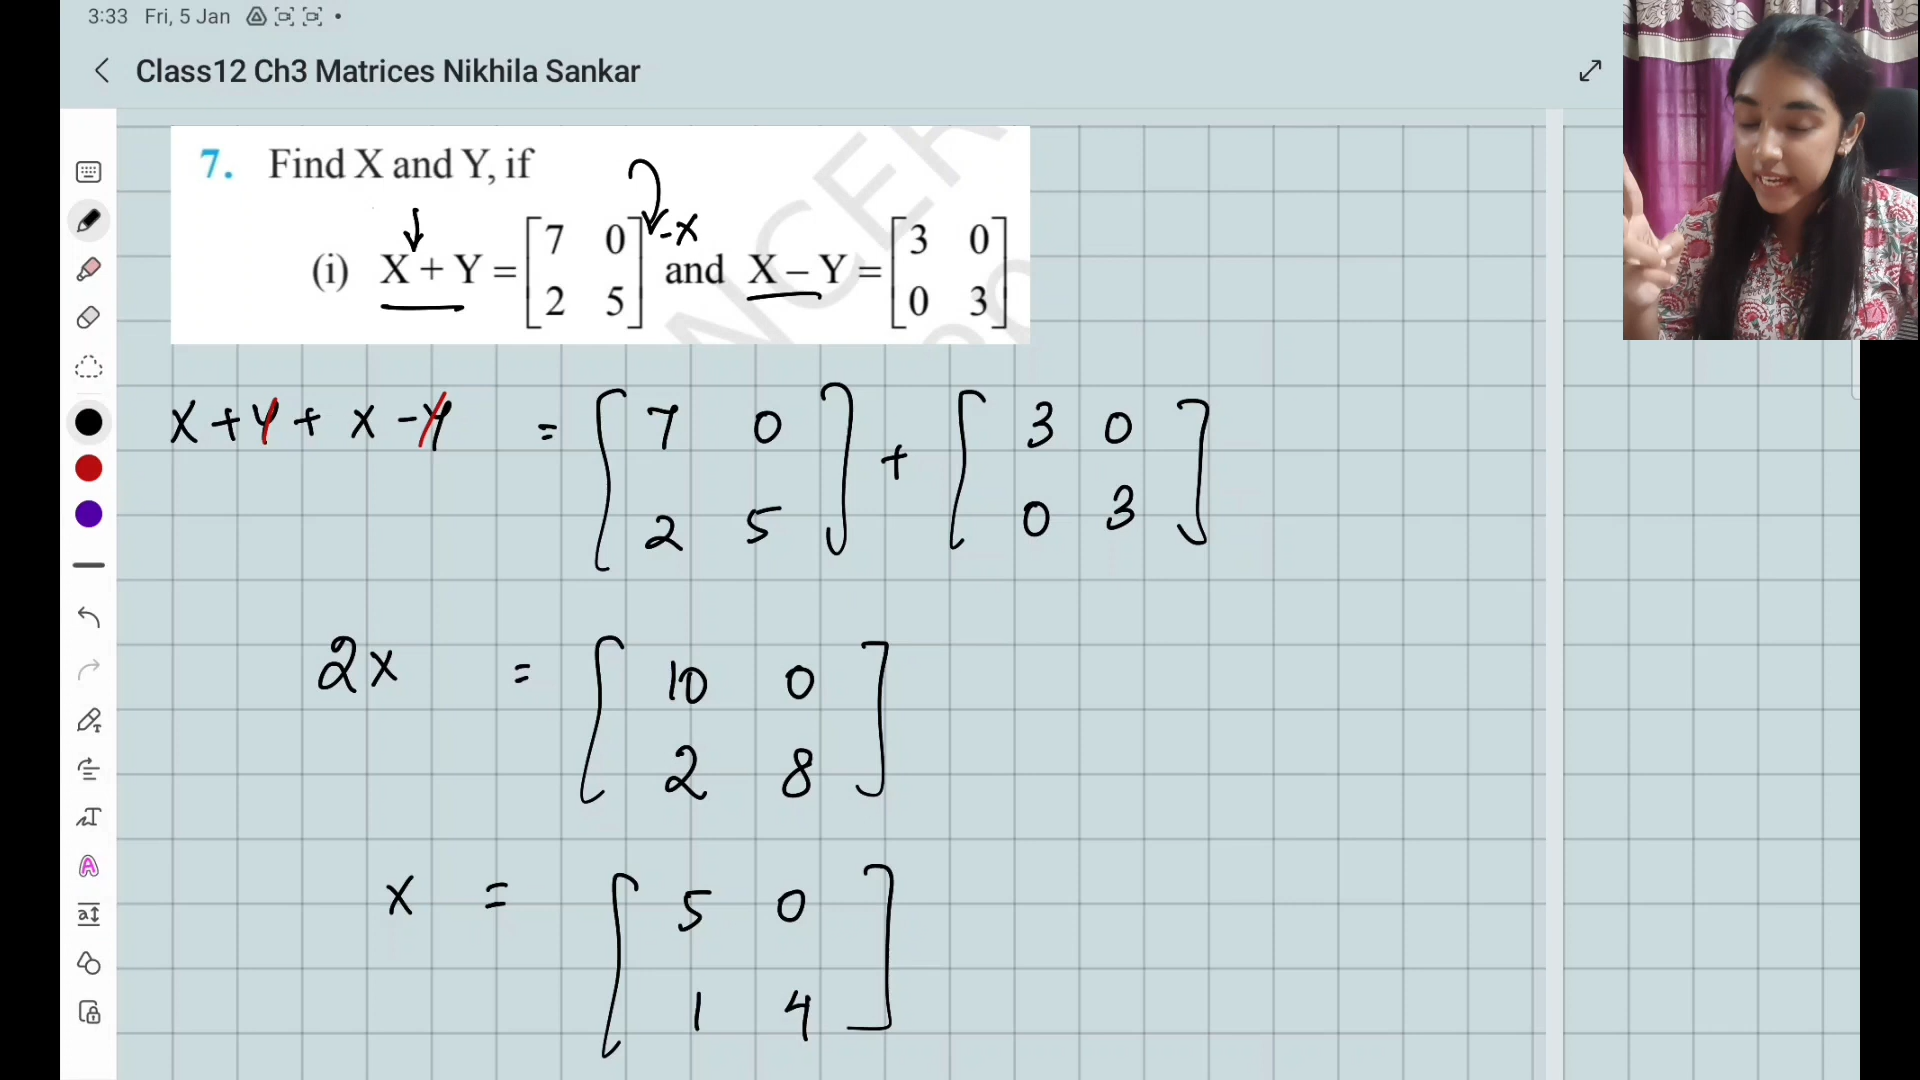 3:33 Fri, 5 Jan
Class12 Ch3 Matrices Nikhila Sankar
7. Find X and Y, if
(i) X + Y = [7 0] - x and X – Y = [3 0]
[2 5] [0 3]
x + y + x - y = [7 0] + [3 0]
[2 5] [0 3]
2x = [10 0]
[2 8]
x = [5 0]
[1 4]